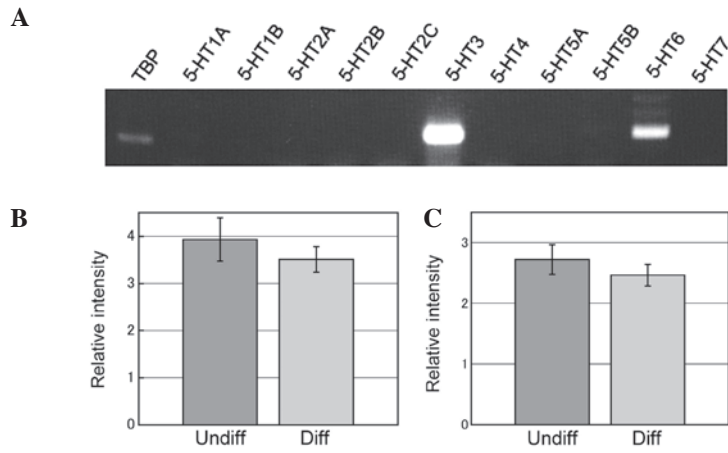 A
TBP 5-HT1A 5-HT1B 5-HT2A 5-HT2B 5-HT2C 5-HT3 5-HT4 5-HT5A 5-HT5B 5-HT6 5-HT7
B
Relative intensity
4
3
2
1
0
Undiff Diff
C
Relative intensity
3
2
1
0
Undiff Diff